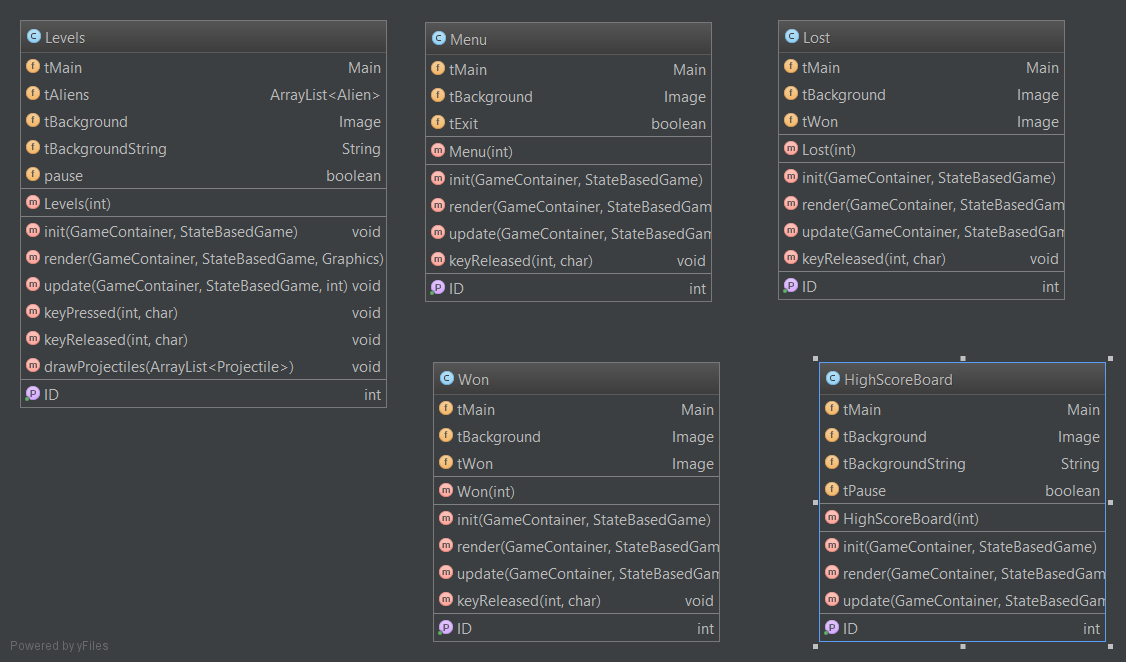 Levels
tMain Main
tAliens ArrayList<Alien>
tBackground Image
tBackgroundString String
pause boolean
Levels(int)
init(GameContainer, StateBasedGame) void
render(GameContainer, StateBasedGame, Graphics)
update(GameContainer, StateBasedGame, int) void
keyPressed(int, char) void
keyReleased(int, char) void
drawProjectiles(ArrayList<Projectile>) void
ID int
Menu
tMain Main
tBackground Image
tExit boolean
Menu(int)
init(GameContainer, StateBasedGame)
render(GameContainer, StateBasedGam
update(GameContainer, StateBasedGam
keyReleased(int, char) void
ID int
Lost
tMain Main
tBackground Image
tWon Image
Lost(int)
init(GameContainer, StateBasedGame)
render(GameContainer, StateBasedGam
update(GameContainer, StateBasedGam
keyReleased(int, char) void
ID int
Won
tMain Main
tBackground Image
tWon Image
Won(int)
init(GameContainer, StateBasedGame)
render(GameContainer, StateBasedGam
update(GameContainer, StateBasedGam
keyReleased(int, char) void
ID int
HighScoreBoard
tMain Main
tBackground Image
tBackgroundString String
tPause boolean
HighScoreBoard(int)
init(GameContainer, StateBasedGame)
render(GameContainer, StateBasedGam
update(GameContainer, StateBasedGam
ID int
Powered by yFiles